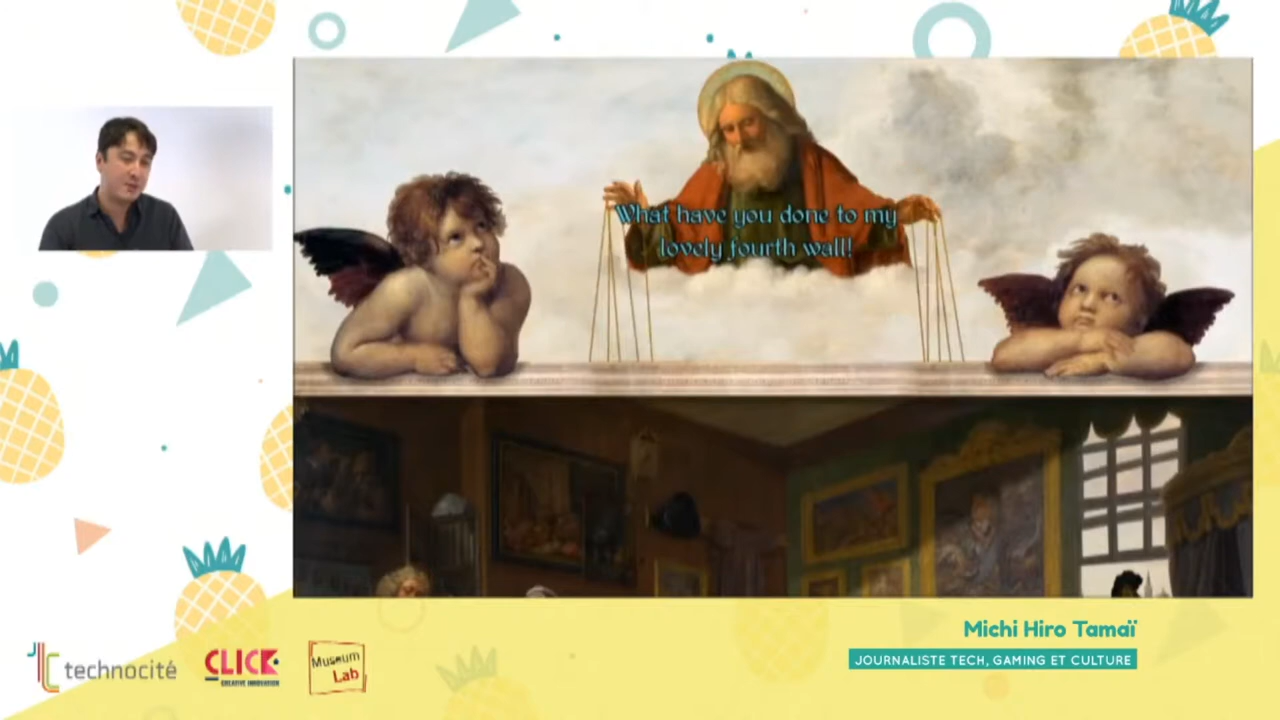 What have you done to my
lovely fourth wall!
Michi Hiro Tamaï
JOURNALISTE TECH, GAMING ET CULTURE
technocité
CLICK
CREATIVE INNOVATION
Museum
Lab